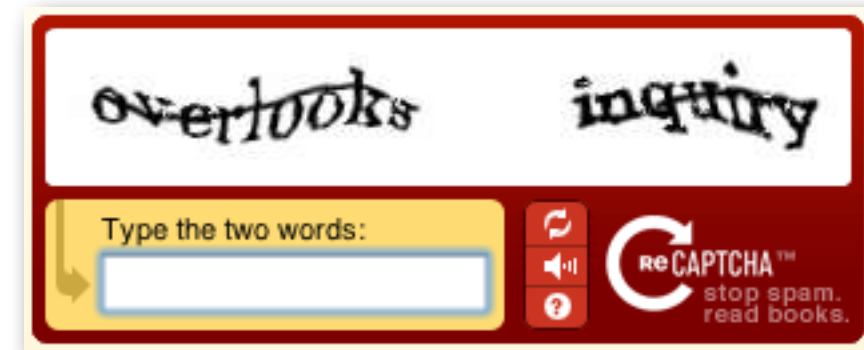 overlooks inquiry
Type the two words:
reCAPTCHA™
stop spam.
read books.